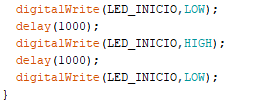 digitalWrite(LED_INICIO,LOW);
delay(1000);
digitalWrite(LED_INICIO,HIGH);
delay(1000);
digitalWrite(LED_INICIO,LOW);
}